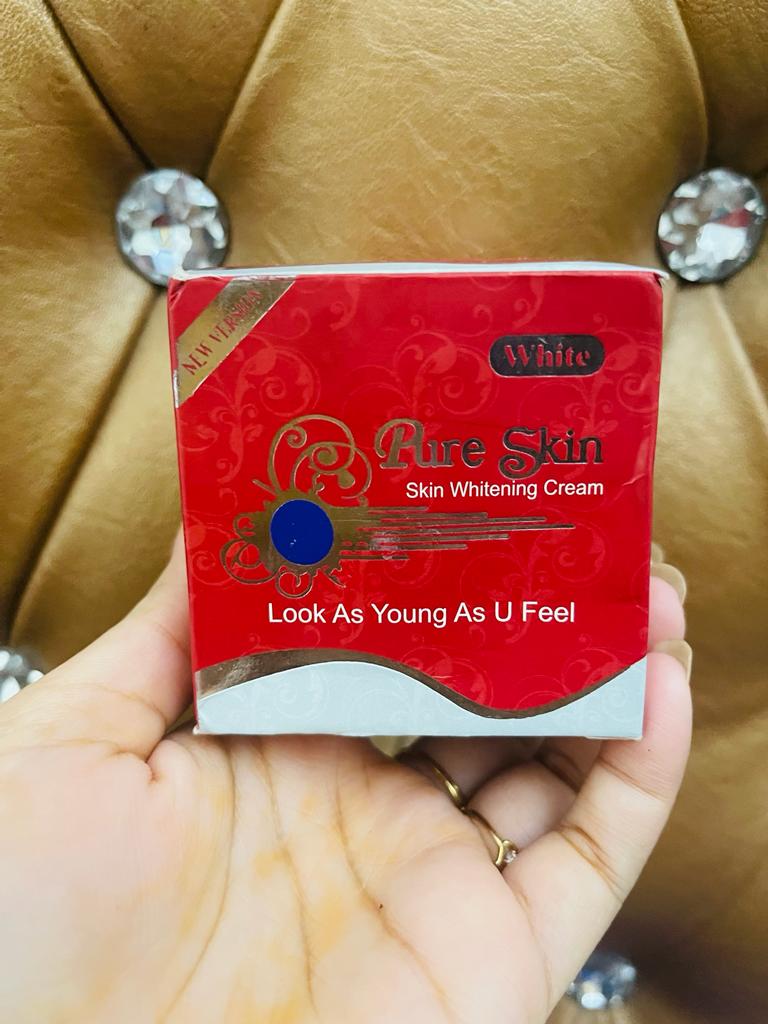 NEW VERSION
White
Pure Skin
Skin Whitening Cream
Look As Young As U Feel